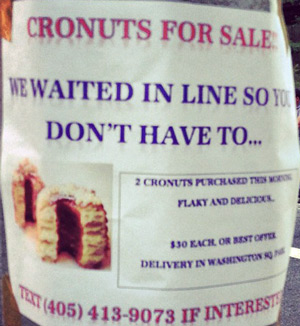 CRONUTS FOR SALE!!
WE WAITED IN LINE SO YOU
DON'T HAVE TO...
2 CRONUTS PURCHASED THIS MORNING
FLAKY AND DELICIOUS...
$30 EACH, OR BEST OFFER
DELIVERY IN WASHINGTON SQ. PARK
TEXT (405) 413-9073 IF INTERESTE